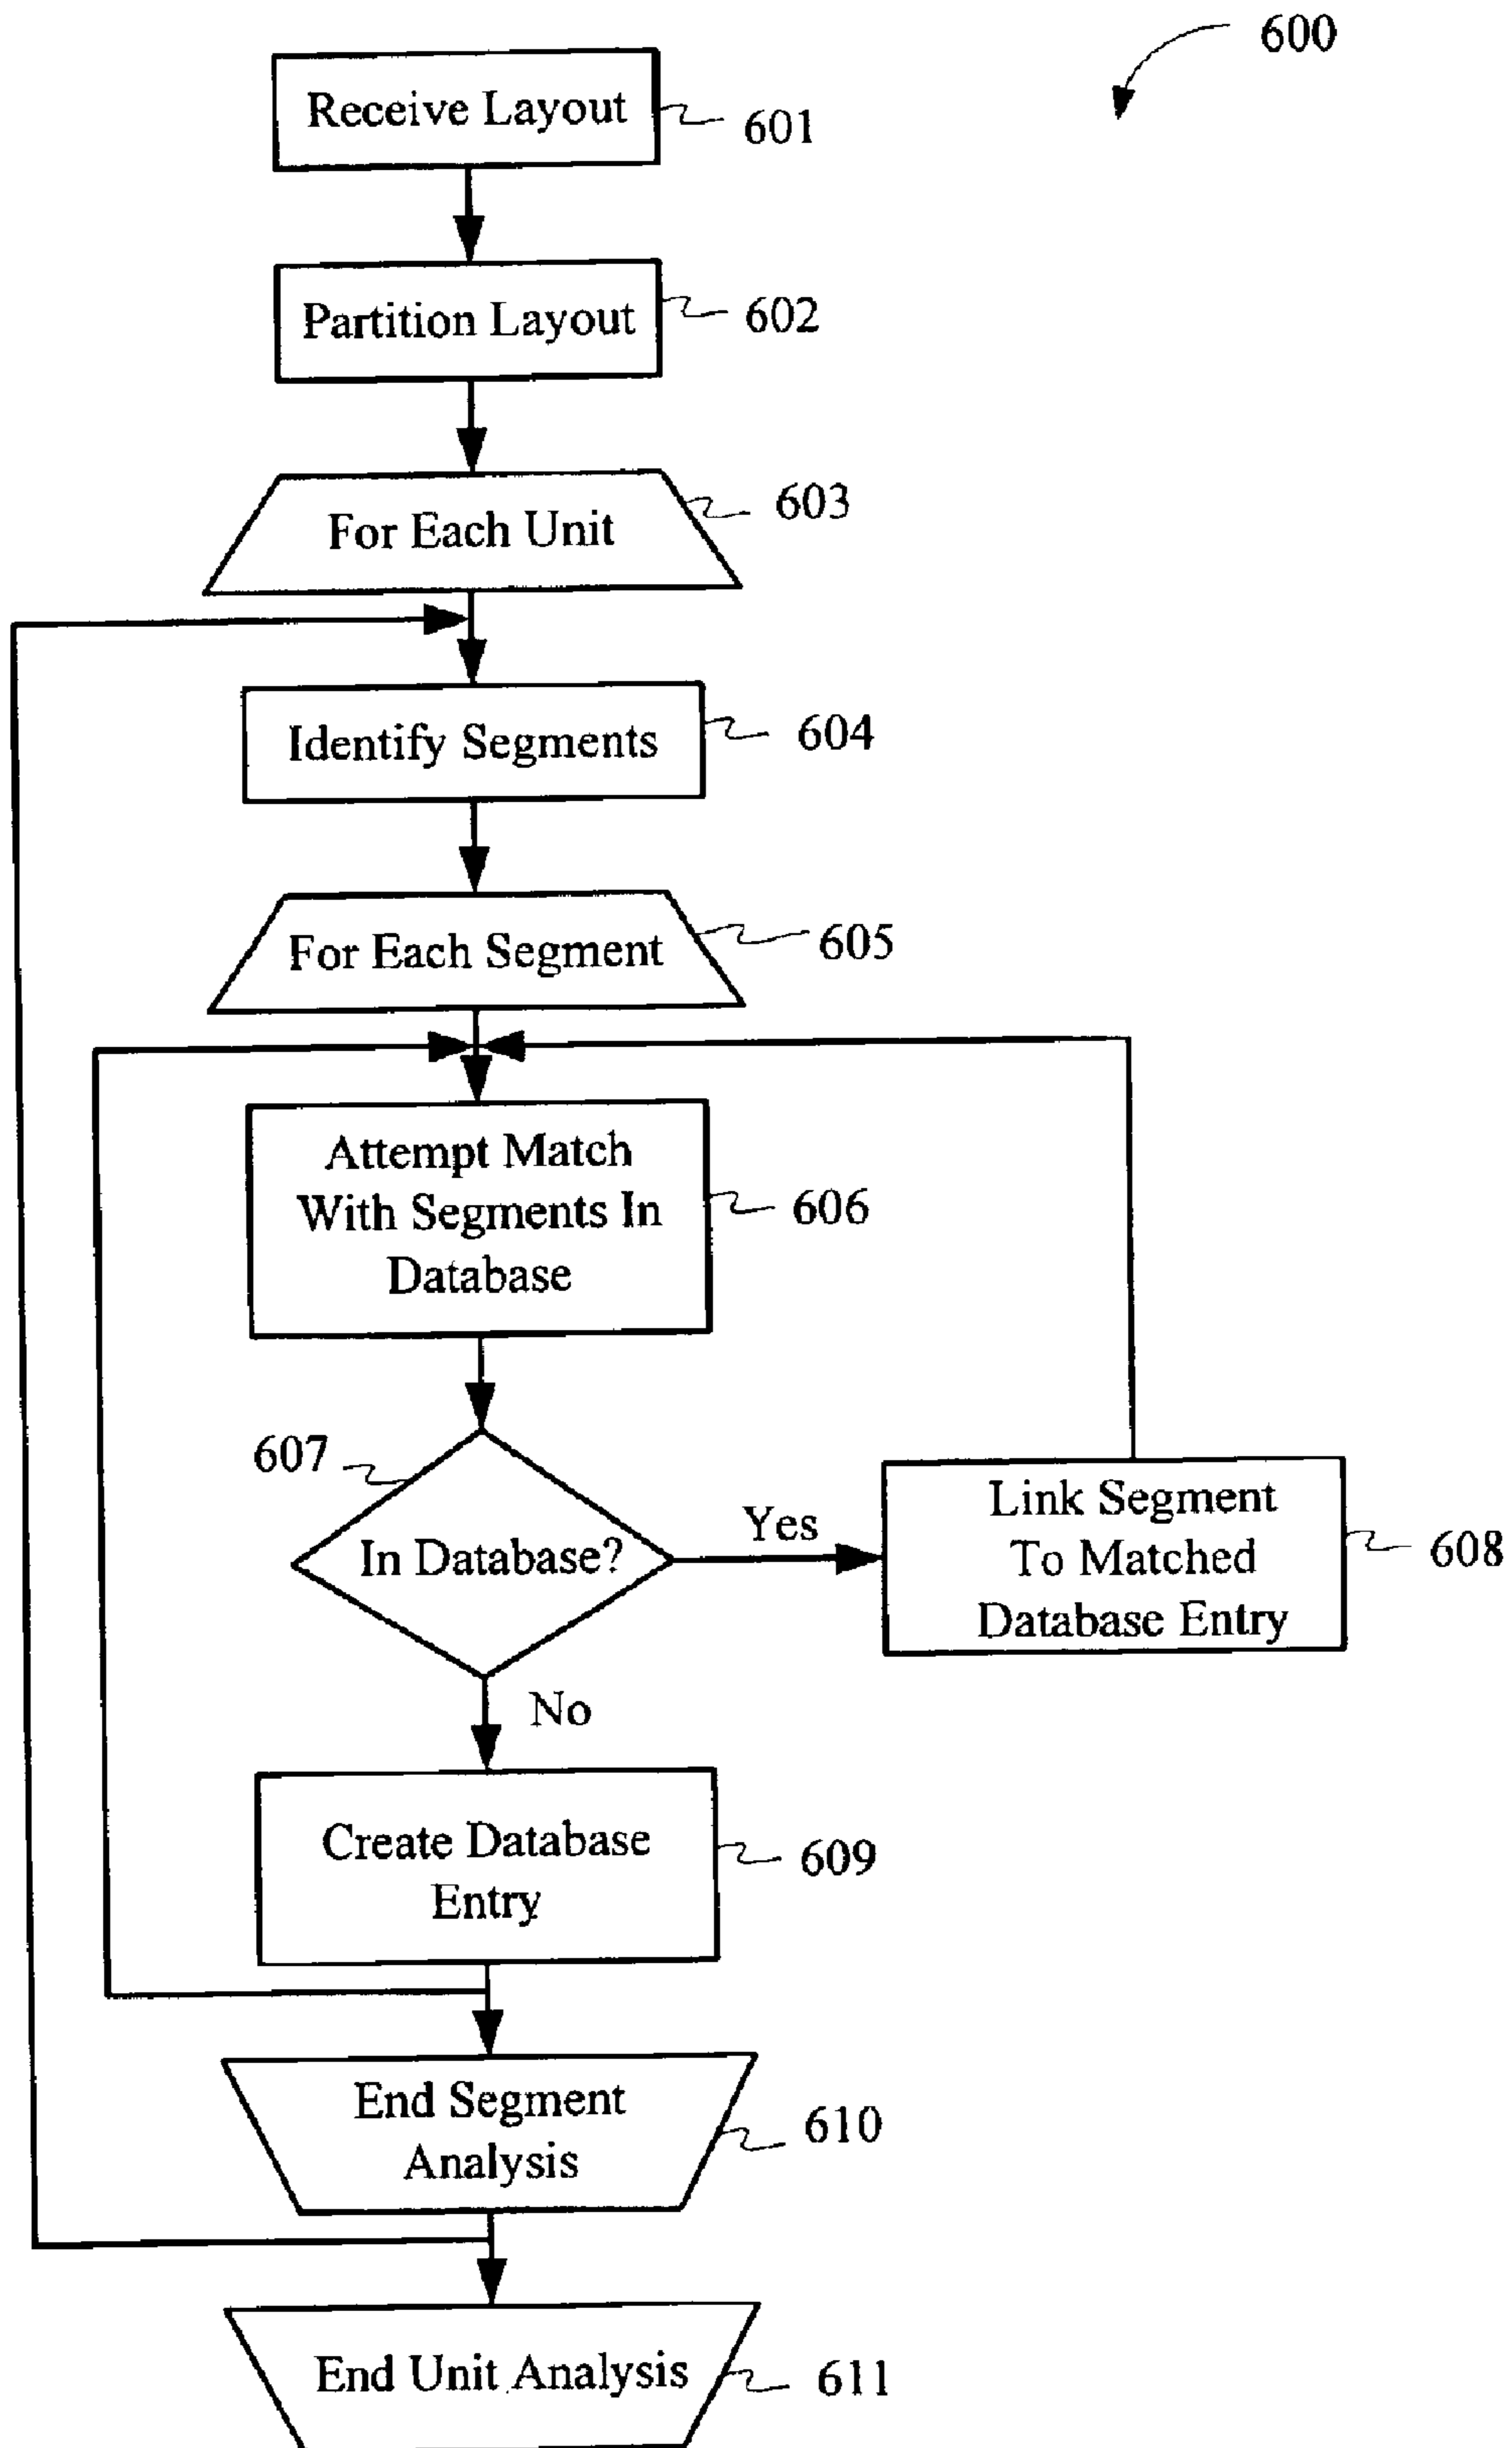 600
Receive Layout
601
Partition Layout
602
For Each Unit
603
Identify Segments
604
For Each Segment
605
Attempt Match
With Segments In
Database
606
607
In Database?
Yes
Link Segment
To Matched
Database Entry
608
No
Create Database
Entry
609
End Segment
Analysis
610
End Unit Analysis
611